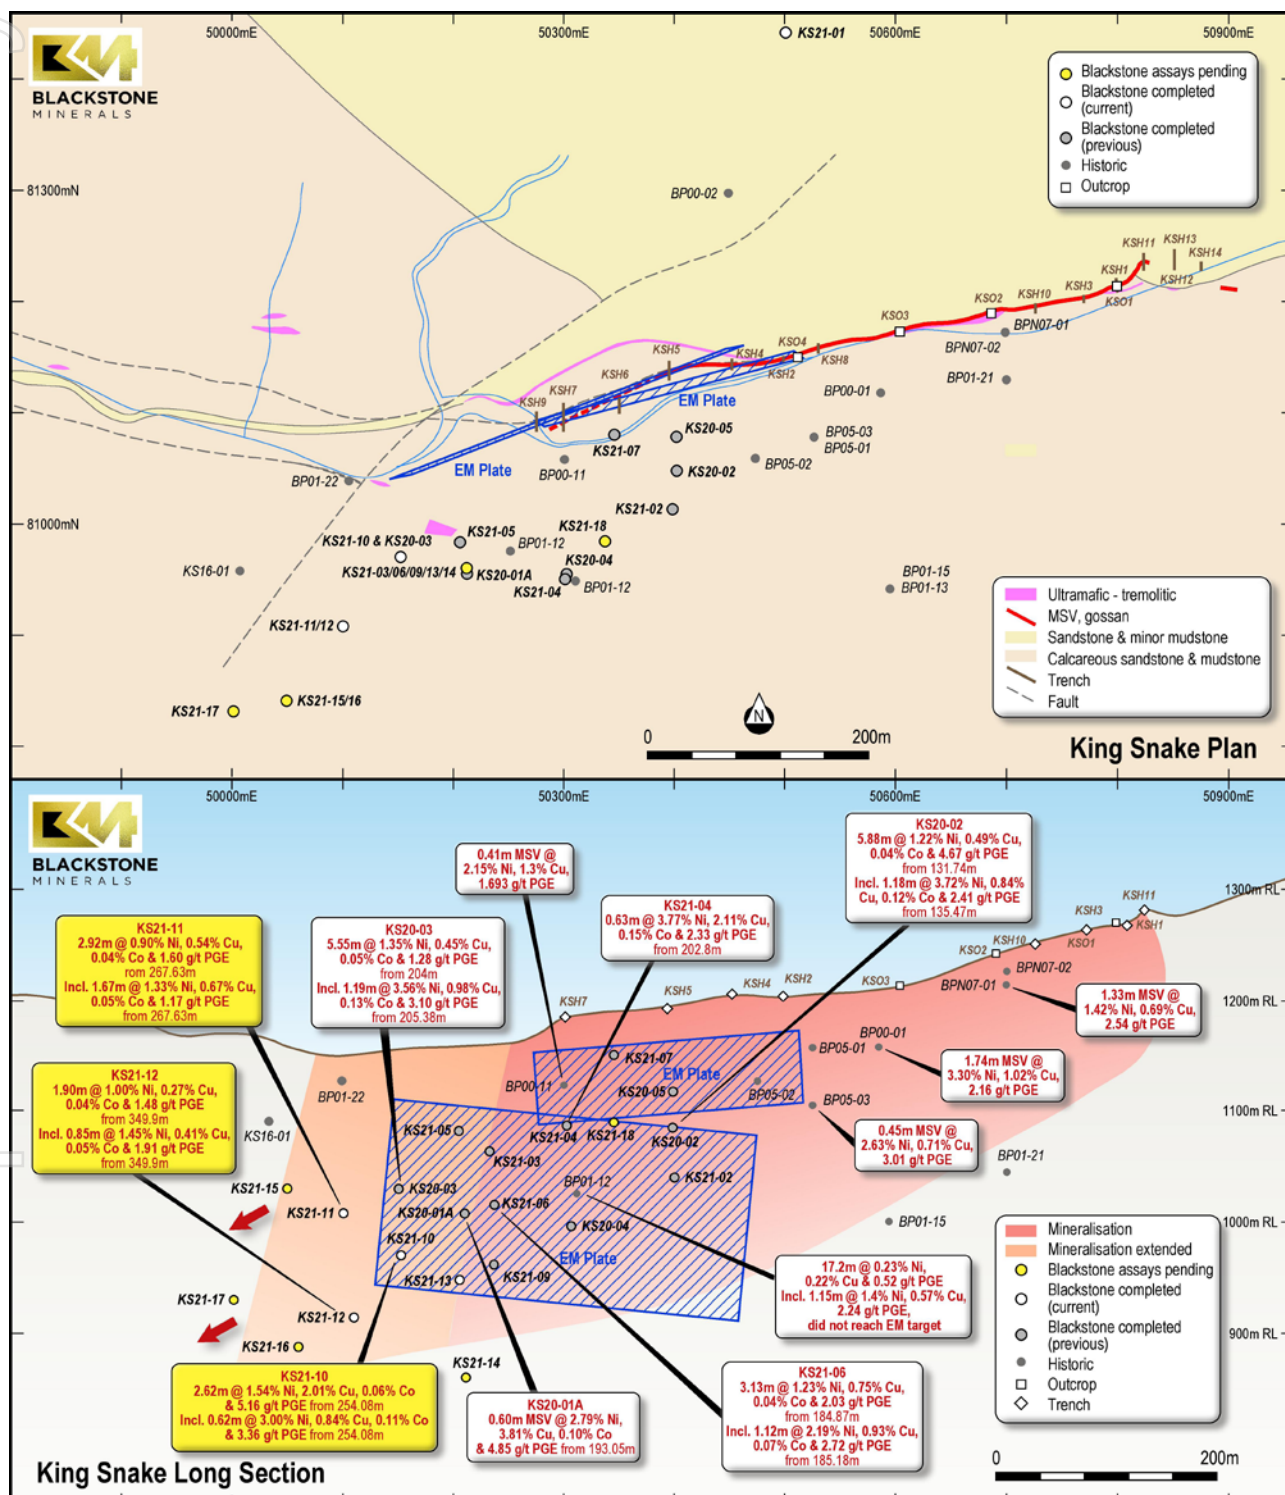 50000mE
50300mE
50600mE
50900mE
BLACKSTONE
MINERALS
KS21-01
Blackstone assays pending
Blackstone completed
(current)
Blackstone completed
(previous)
Historic
Outcrop
81300mN
BP00-02
KSH11
KSH13
KSH14
KSH1
KSH12
KSH3
KSO1
KSO2
KSH10
BPN07-01
KSO3
BPN07-02
KSO4
KSH8
KSH5
KSH4
KSH2
KSH6
KSH7
KSH9
BP01-21
BP00-01
EM Plate
KS20-05
BP05-03
BP05-01
KS21-07
EM Plate
BP00-11
BP05-02
KS20-02
BP01-22
KS21-02
81000mN
KS21-05
KS21-18
KS21-10 & KS20-03
BP01-12
KS20-04
KS16-01
KS21-03/06/09/13/14
KS20-01A
KS21-04
BP01-12
BP01-15
BP01-13
KS21-11/12
KS21-15/16
KS21-17
Ultramafic - tremolitic
MSV, gossan
Sandstone & minor mudstone
Calcareous sandstone & mudstone
Trench
Fault
N
0
200m
King Snake Plan
50000mE
50300mE
50600mE
50900mE
BLACKSTONE
MINERALS
0.41m MSV @
2.15% Ni, 1.3% Cu,
1.693 g/t PGE
KS20-02
5.88m @ 1.22% Ni, 0.49% Cu,
0.04% Co & 4.67 g/t PGE
from 131.74m
Incl. 1.18m @ 3.72% Ni, 0.84%
Cu, 0.12% Co & 2.41 g/t PGE
from 135.47m
KS21-04
0.63m @ 3.77% Ni, 2.11% Cu,
0.15% Co & 2.33 g/t PGE
from 202.8m
KS21-11
2.92m @ 0.90% Ni, 0.54% Cu,
0.04% Co & 1.60 g/t PGE
rom 267.63m
Incl. 1.67m @ 1.33% Ni, 0.67% Cu,
0.05% Co & 1.17 g/t PGE
from 267.63m
KS20-03
5.55m @ 1.35% Ni, 0.45% Cu,
0.05% Co & 1.28 g/t PGE
from 204m
Incl. 1.19m @ 3.56% Ni, 0.98% Cu,
0.13% Co & 3.10 g/t PGE
from 205.38m
1300m RL
KSH11
KSH3
KSH1
KSO1
KSH10
KSO2
BPN07-02
BPN07-01
KSO3
KSH2
KSH4
KSH5
KSH7
1200m RL
1.33m MSV @
1.42% Ni, 0.69% Cu,
2.54 g/t PGE
BP00-01
BP05-01
1.74m MSV @
3.30% Ni, 1.02% Cu,
2.16 g/t PGE
KS21-07
EM Plate
KS20-05
BP05-02
BP05-03
BP00-11
BP01-22
1100m RL
KS21-12
1.90m @ 1.00% Ni, 0.27% Cu,
0.04% Co & 1.48 g/t PGE
from 349.9m
Incl. 0.85m @ 1.45% Ni, 0.41% Cu,
0.05% Co & 1.91 g/t PGE
from 349.9m
KS16-01
KS21-05
KS21-04
KS21-18
KS20-02
0.45m MSV @
2.63% Ni, 0.71% Cu,
3.01 g/t PGE
KS21-03
BP01-21
KS21-02
BP01-12
KS21-15
KS20-03
KS21-06
KS21-11
KS20-01A
KS20-04
BP01-15
1000m RL
KS21-10
EM Plate
KS21-09
KS21-13
KS21-17
KS21-12
KS21-16
KS21-14
17.2m @ 0.23% Ni,
0.22% Cu & 0.52 g/t PGE
Incl. 1.15m @ 1.4% Ni, 0.57% Cu,
2.24 g/t PGE,
did not reach EM target
900m RL
KS21-10
2.62m @ 1.54% Ni, 2.01% Cu, 0.06% Co
& 5.16 g/t PGE from 254.08m
Incl. 0.62m @ 3.00% Ni, 0.84% Cu, 0.11% Co
& 3.36 g/t PGE from 254.08m
KS20-01A
0.60m MSV @ 2.79% Ni,
3.81% Cu, 0.10% Co
& 4.85 g/t PGE from 193.05m
KS21-06
3.13m @ 1.23% Ni, 0.75% Cu,
0.04% Co & 2.03 g/t PGE
from 184.87m
Incl. 1.12m @ 2.19% Ni, 0.93% Cu,
0.07% Co & 2.72 g/t PGE
from 185.18m
Mineralisation
Mineralisation extended
Blackstone assays pending
Blackstone completed
(current)
Blackstone completed
(previous)
Historic
Outcrop
Trench
0
200m
King Snake Long Section